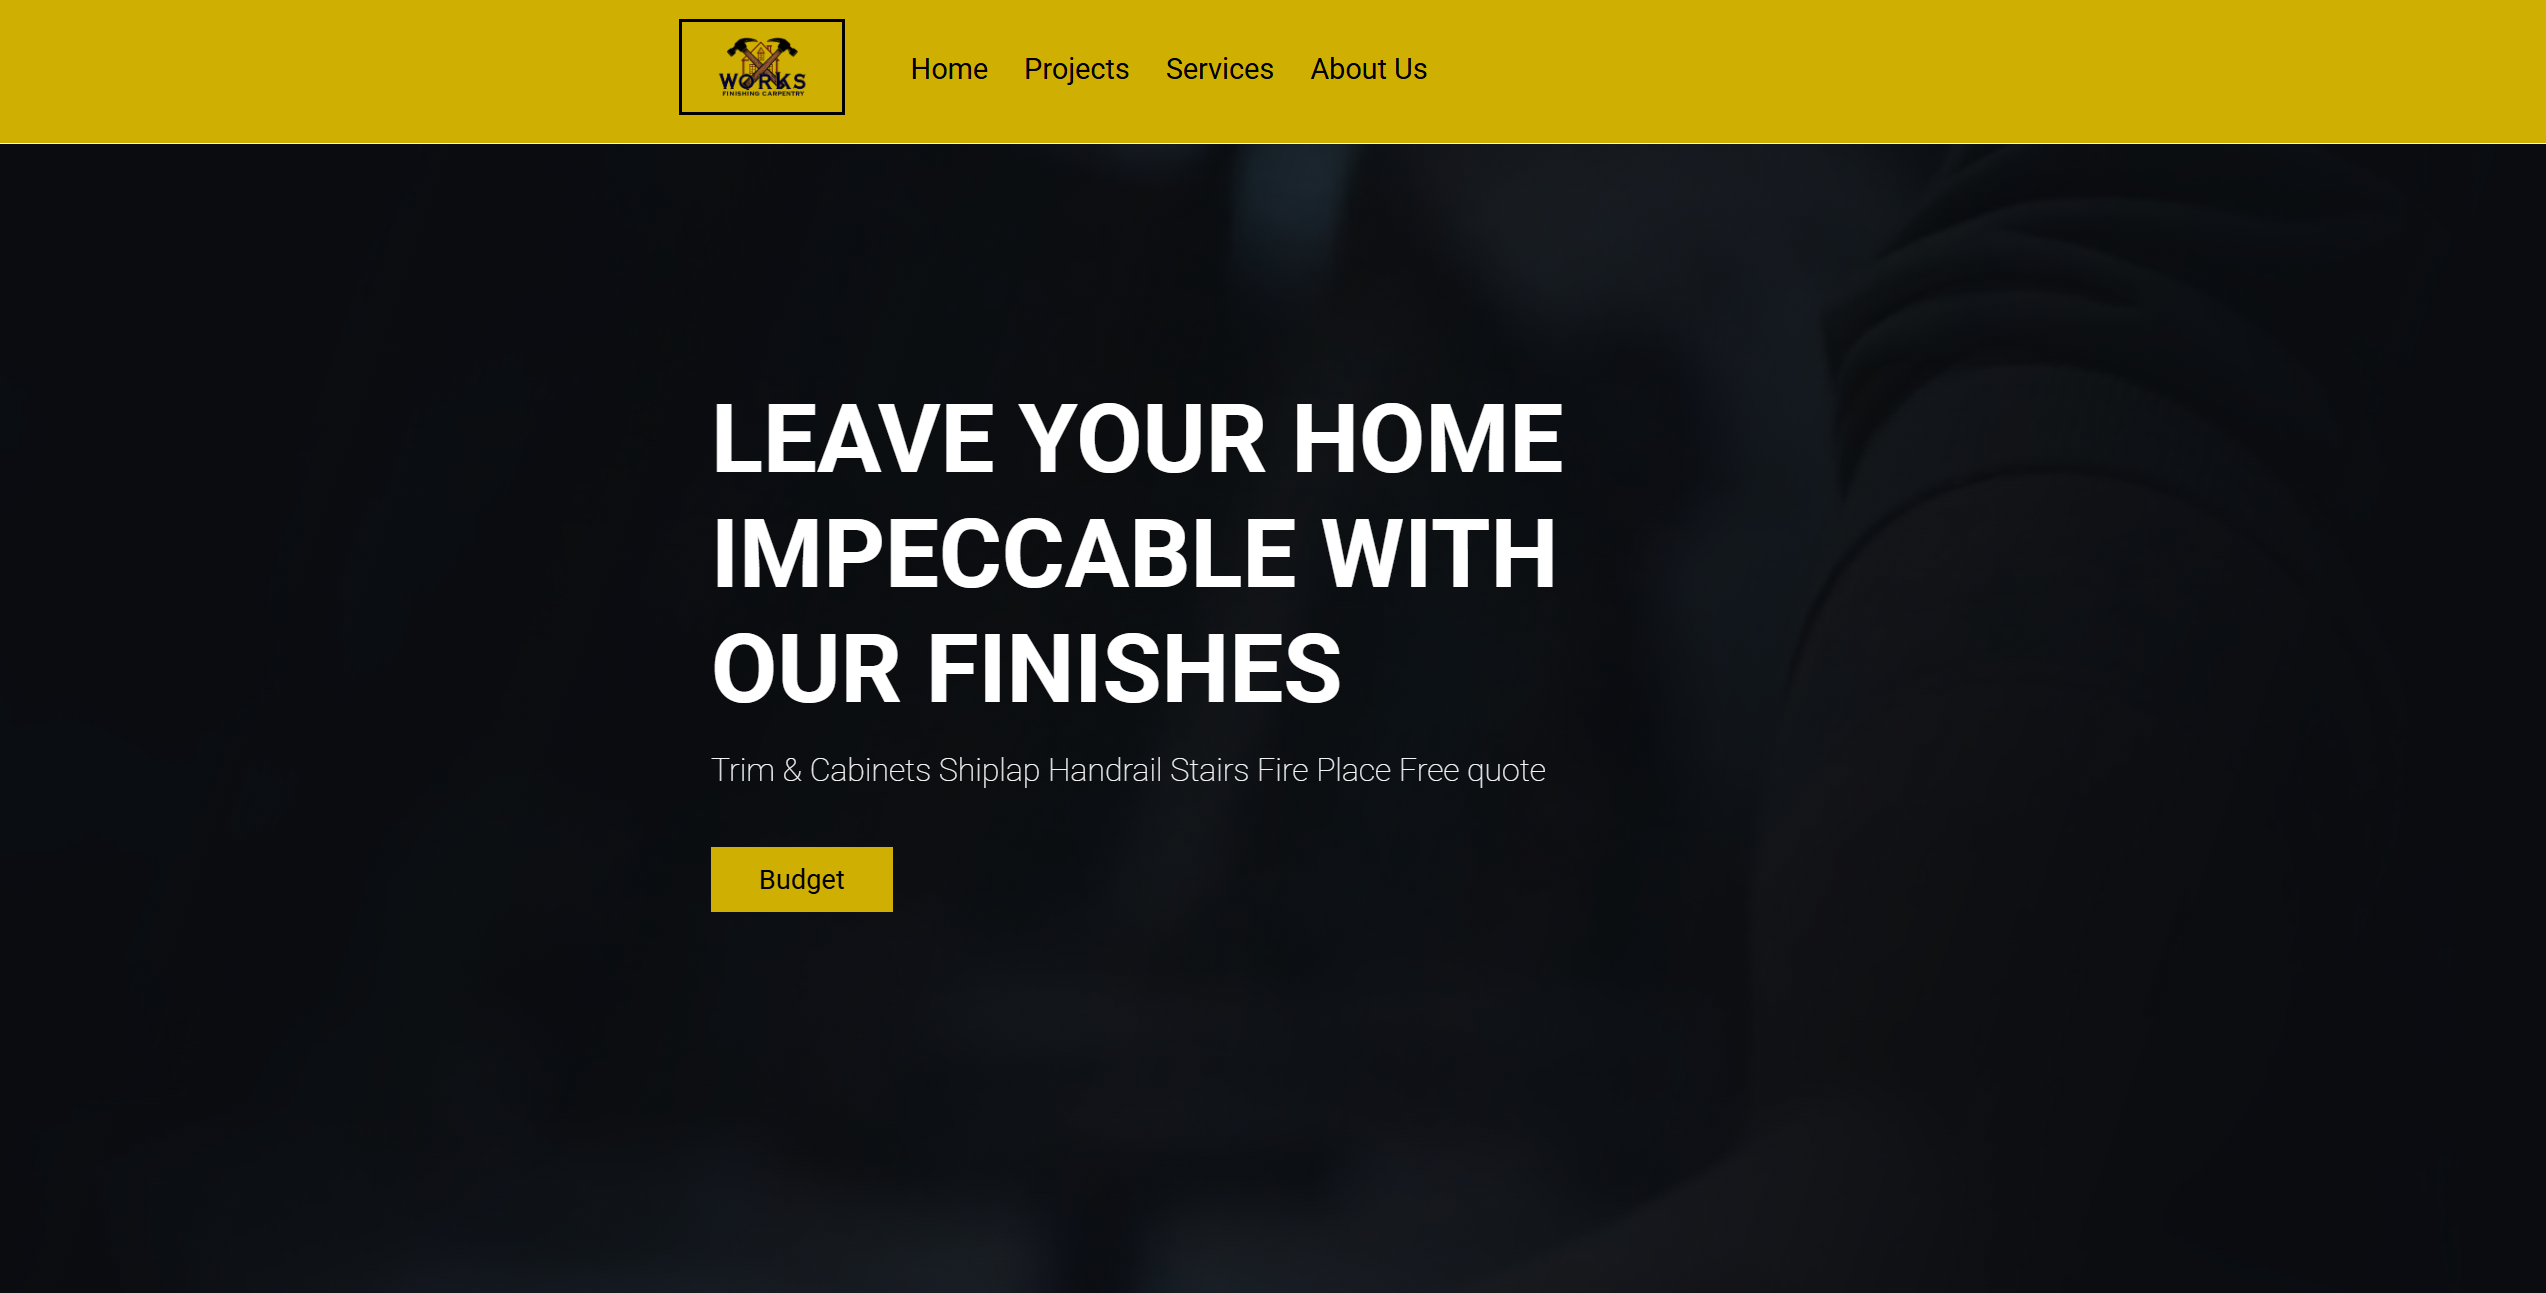 WORKS
FINISHING CARPENTRY
Home Projects Services About Us
LEAVE YOUR HOME
IMPECCABLE WITH
OUR FINISHES
Trim & Cabinets Shiplap Handrail Stairs Fire Place Free quote
Budget